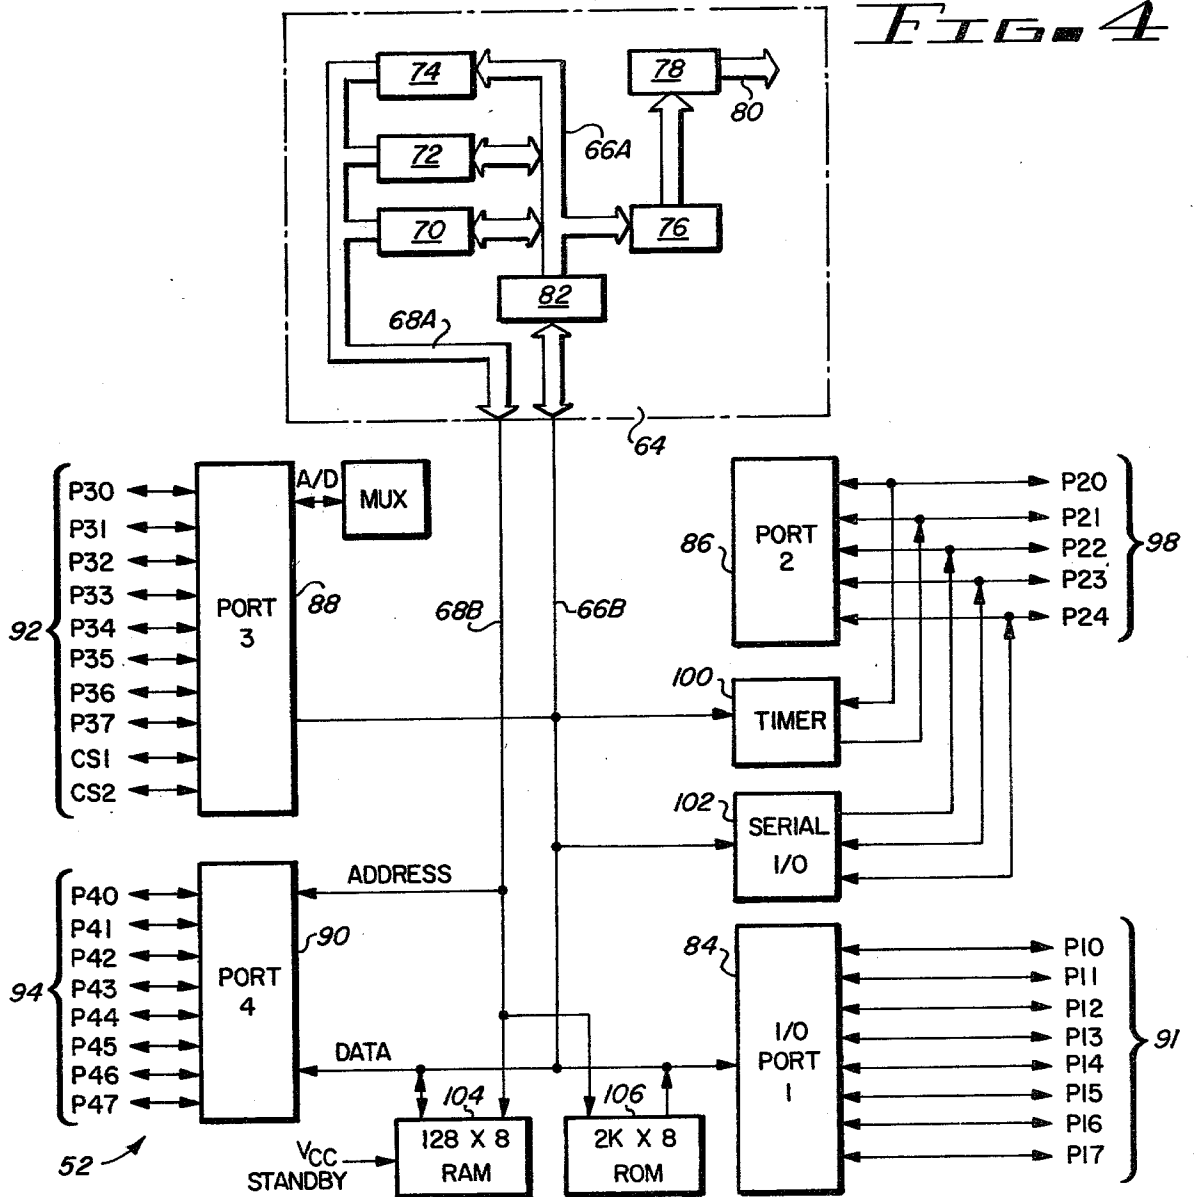 FIG. 4
74
78
80
72
66A
70
76
82
68A
64
A/D
MUX
P30
P31
P32
P33
P34
P35
P36
P37
CS1
CS2
92
PORT
3
88
68B
66B
86
PORT
2
P20
P21
P22
P23
P24
98
100
TIMER
102
SERIAL
I/O
ADDRESS
P40
P41
P42
P43
P44
P45
P46
P47
94
90
PORT
4
DATA
84
I/O
PORT
1
P10
P11
P12
P13
P14
P15
P16
P17
91
104
106
128 X 8
RAM
2K X 8
ROM
VCC
STANDBY
52